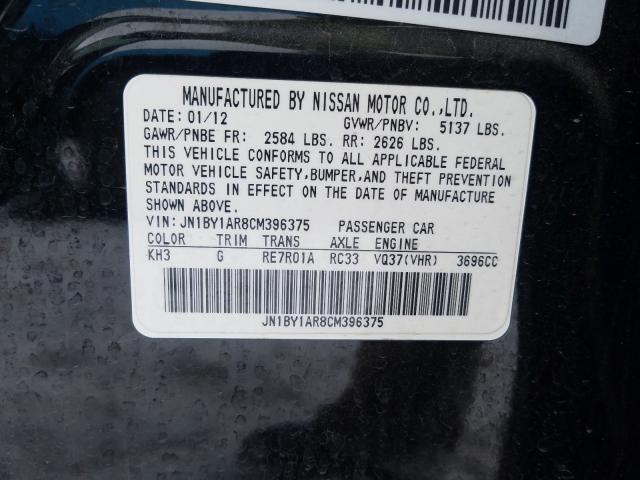 MANUFACTURED BY NISSAN MOTOR CO.,LTD.
DATE: 01/12 GVWR/PNBV: 5137 LBS.
GAWR/PNBE FR: 2584 LBS. RR: 2626 LBS.
THIS VEHICLE CONFORMS TO ALL APPLICABLE FEDERAL
MOTOR VEHICLE SAFETY, BUMPER, AND THEFT PREVENTION
STANDARDS IN EFFECT ON THE DATE OF MANUFACTURE
SHOWN ABOVE.
VIN: JN1BY1AR8CM396375 PASSENGER CAR
COLOR TRIM TRANS AXLE ENGINE
KH3 G RE7R01A RC33 VQ37(VHR) 3696CC
JN1BY1AR8CM396375